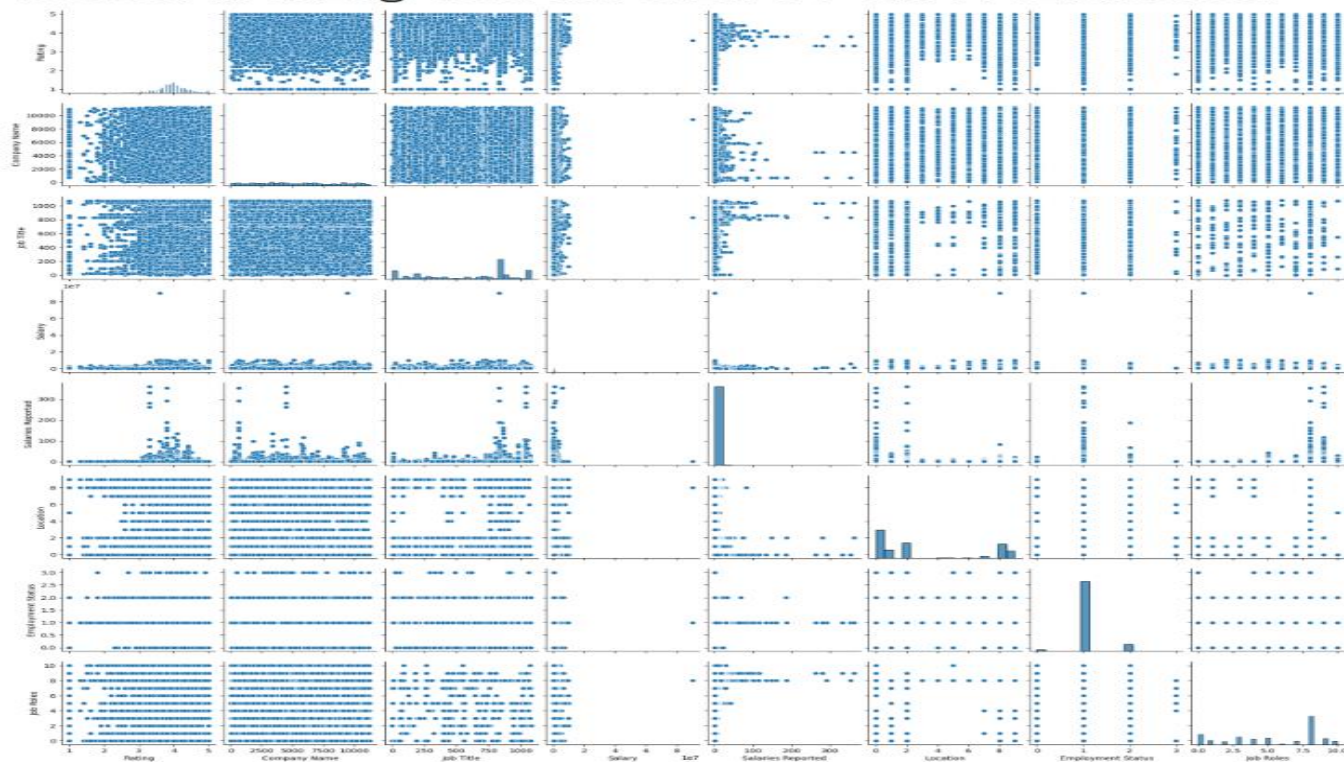 5
4
3
2
1
Rating
10000
8000
6000
4000
2000
0
Company Name
1000
800
600
400
200
0
Job Title
1e7
8
6
4
2
0
Salary
300
200
100
0
Salaries Reported
8
6
4
2
0
Location
3.0
2.5
2.0
1.5
1.0
0.5
0.0
Employment Status
10
8
6
4
2
0
Job Roles
1 2 3 4 5
0 2500 5000 7500 10000
0 250 500 750 1000
0 2 4 6 8
0 100 200 300
0 2 4 6 8
0 1 2 3
0.0 2.5 5.0 7.5 10.0
Rating Company Name Job Title Salary 1e7 Salaries Reported Location Employment Status Job Roles